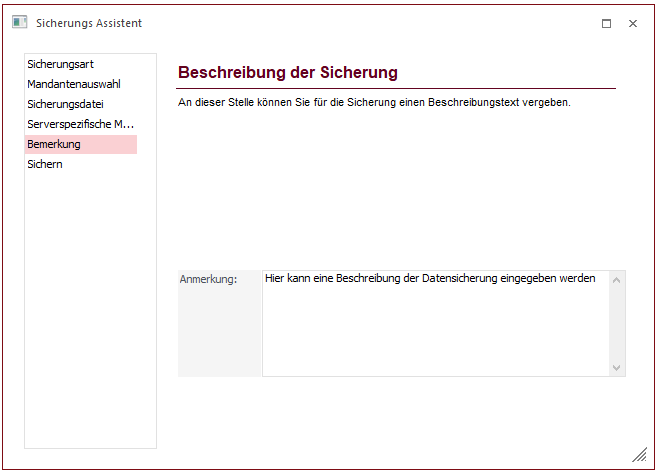 Sicherungs Assistent
Sicherungsart
Mandantenauswahl
Sicherungsdatei
Serverspezifische M...
Bemerkung
Sichern
Beschreibung der Sicherung
An dieser Stelle können Sie für die Sicherung einen Beschreibungstext vergeben.
Anmerkung:
Hier kann eine Beschreibung der Datensicherung eingegeben werden